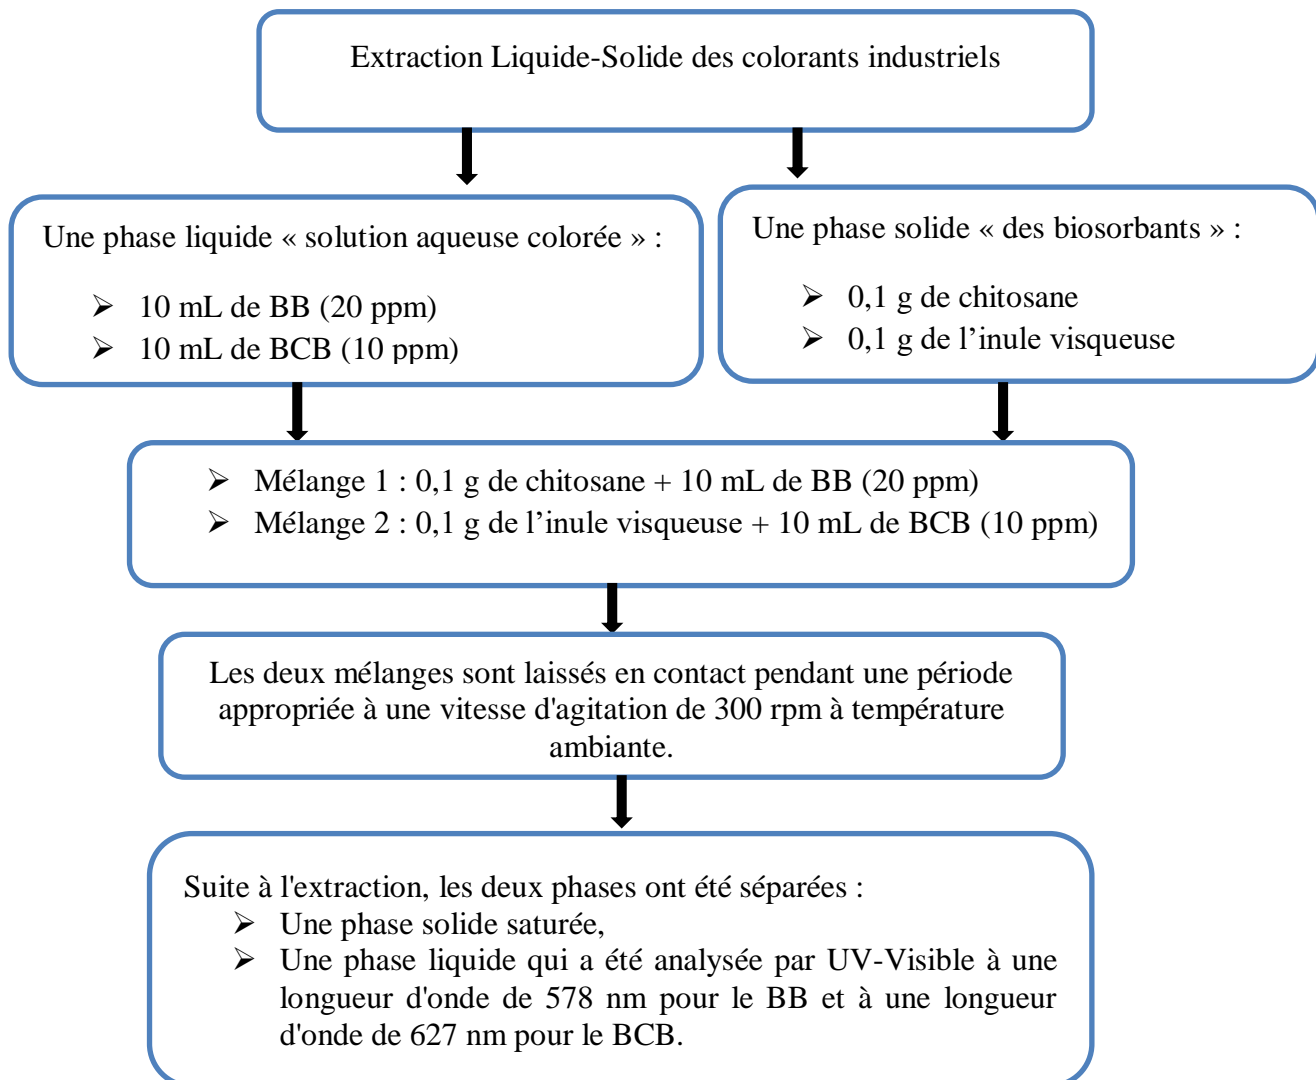 Extraction Liquide-Solide des colorants industriels
Une phase liquide « solution aqueuse colorée » :
➢ 10 mL de BB (20 ppm)
➢ 10 mL de BCB (10 ppm)
Une phase solide « des biosorbants » :
➢ 0,1 g de chitosane
➢ 0,1 g de l’inule visqueuse
➢ Mélange 1 : 0,1 g de chitosane + 10 mL de BB (20 ppm)
➢ Mélange 2 : 0,1 g de l’inule visqueuse + 10 mL de BCB (10 ppm)
Les deux mélanges sont laissés en contact pendant une période
appropriée à une vitesse d'agitation de 300 rpm à température
ambiante.
Suite à l'extraction, les deux phases ont été séparées :
➢ Une phase solide saturée,
➢ Une phase liquide qui a été analysée par UV-Visible à une
longueur d'onde de 578 nm pour le BB et à une longueur
d'onde de 627 nm pour le BCB.